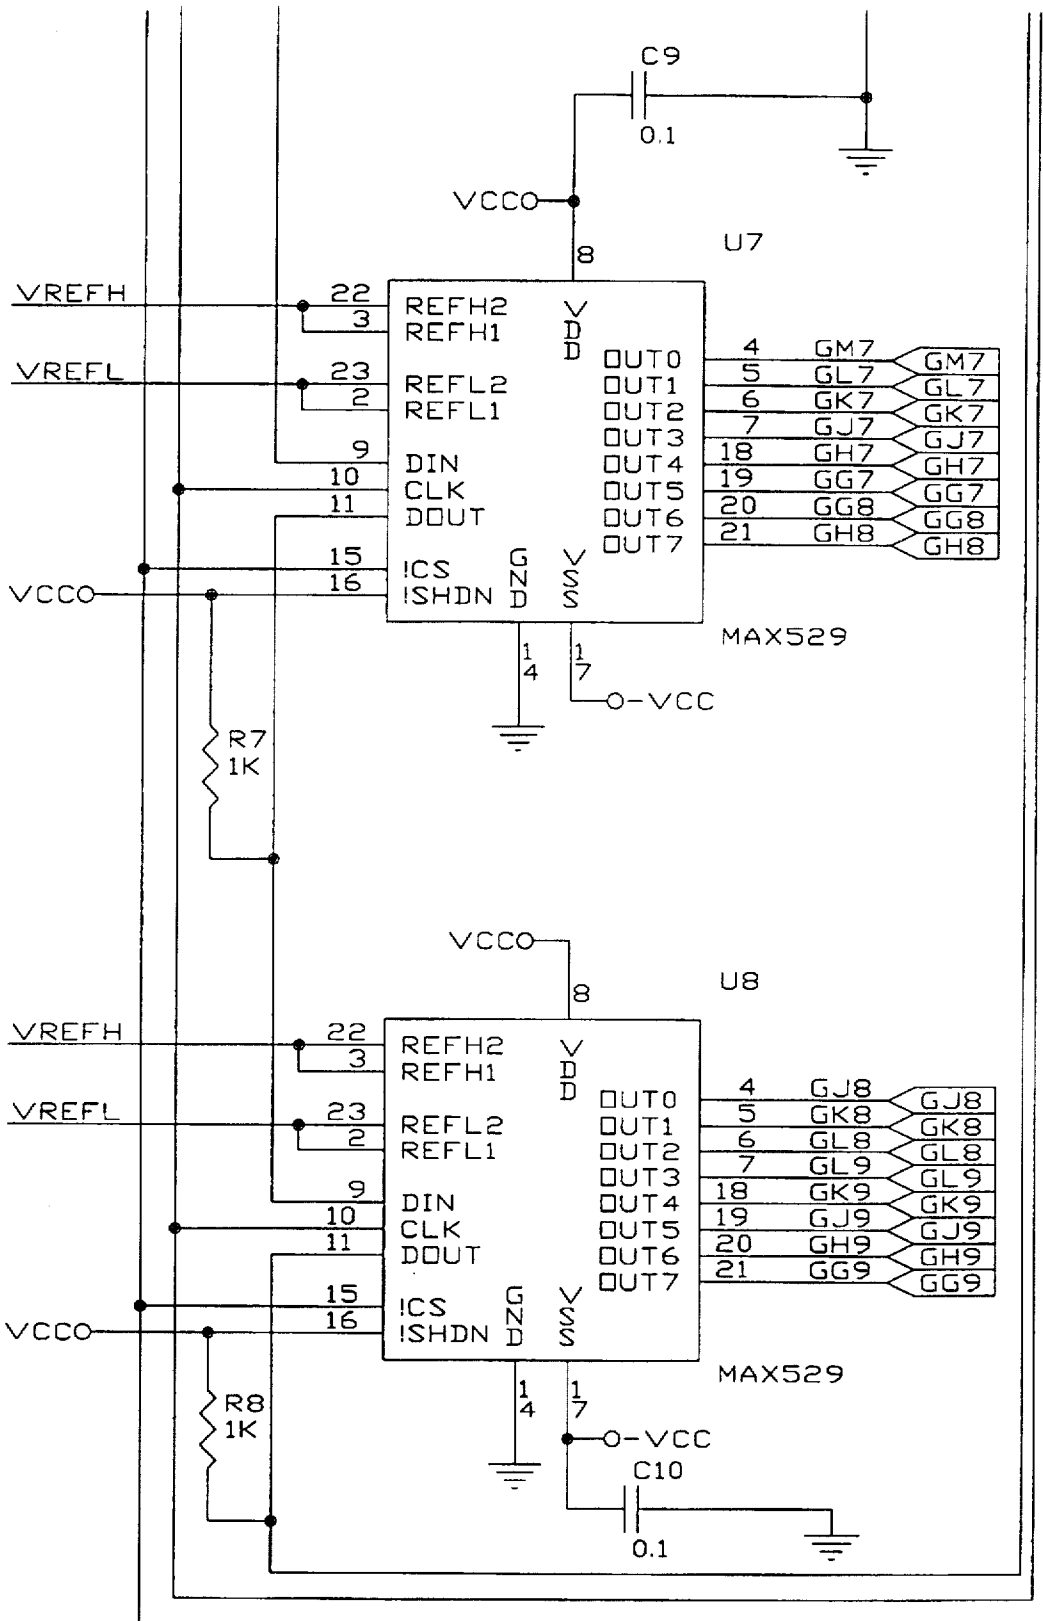 C9
0.1
VCC
8
U7
VREFH
22
REFH2
3
REFH1
VDD
VREFL
23
REFL2
2
REFL1
9
DIN
10
CLK
11
DOUT
15
!CS
VCC
16
!SHDN
GND
VSS
OUT0 4 GM7 GM7
OUT1 5 GL7 GL7
OUT2 6 GK7 GK7
OUT3 7 GJ7 GJ7
OUT4 18 GH7 GH7
OUT5 19 GG7 GG7
OUT6 20 GG8 GG8
OUT7 21 GH8 GH8
MAX529
14
17
-VCC
R7
1K
VCC
8
U8
VREFH
22
REFH2
3
REFH1
VDD
VREFL
23
REFL2
2
REFL1
9
DIN
10
CLK
11
DOUT
15
!CS
VCC
16
!SHDN
GND
VSS
OUT0 4 GJ8 GJ8
OUT1 5 GK8 GK8
OUT2 6 GL8 GL8
OUT3 7 GL9 GL9
OUT4 18 GK9 GK9
OUT5 19 GJ9 GJ9
OUT6 20 GH9 GH9
OUT7 21 GG9 GG9
MAX529
14
17
-VCC
R8
1K
C10
0.1